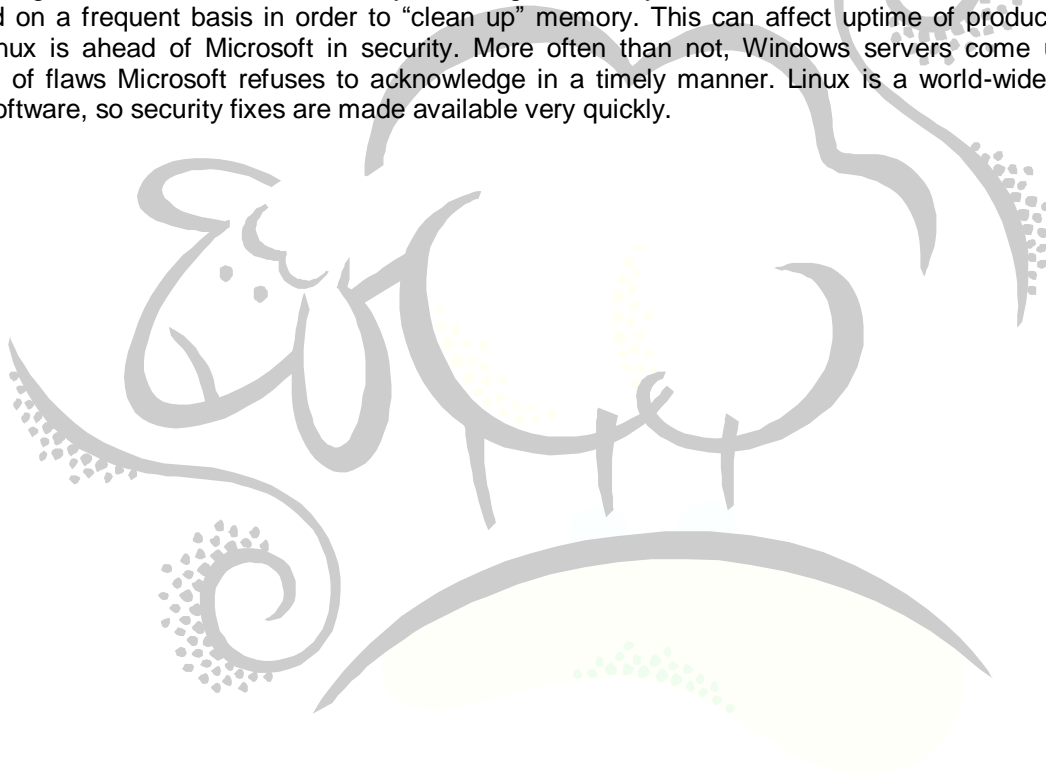 on a frequent basis in order to “clean up” memory. This can affect uptime of produc
nux is ahead of Microsoft in security. More often than not, Windows servers come
of flaws Microsoft refuses to acknowledge in a timely manner. Linux is a world-wide
oftware, so security fixes are made available very quickly.